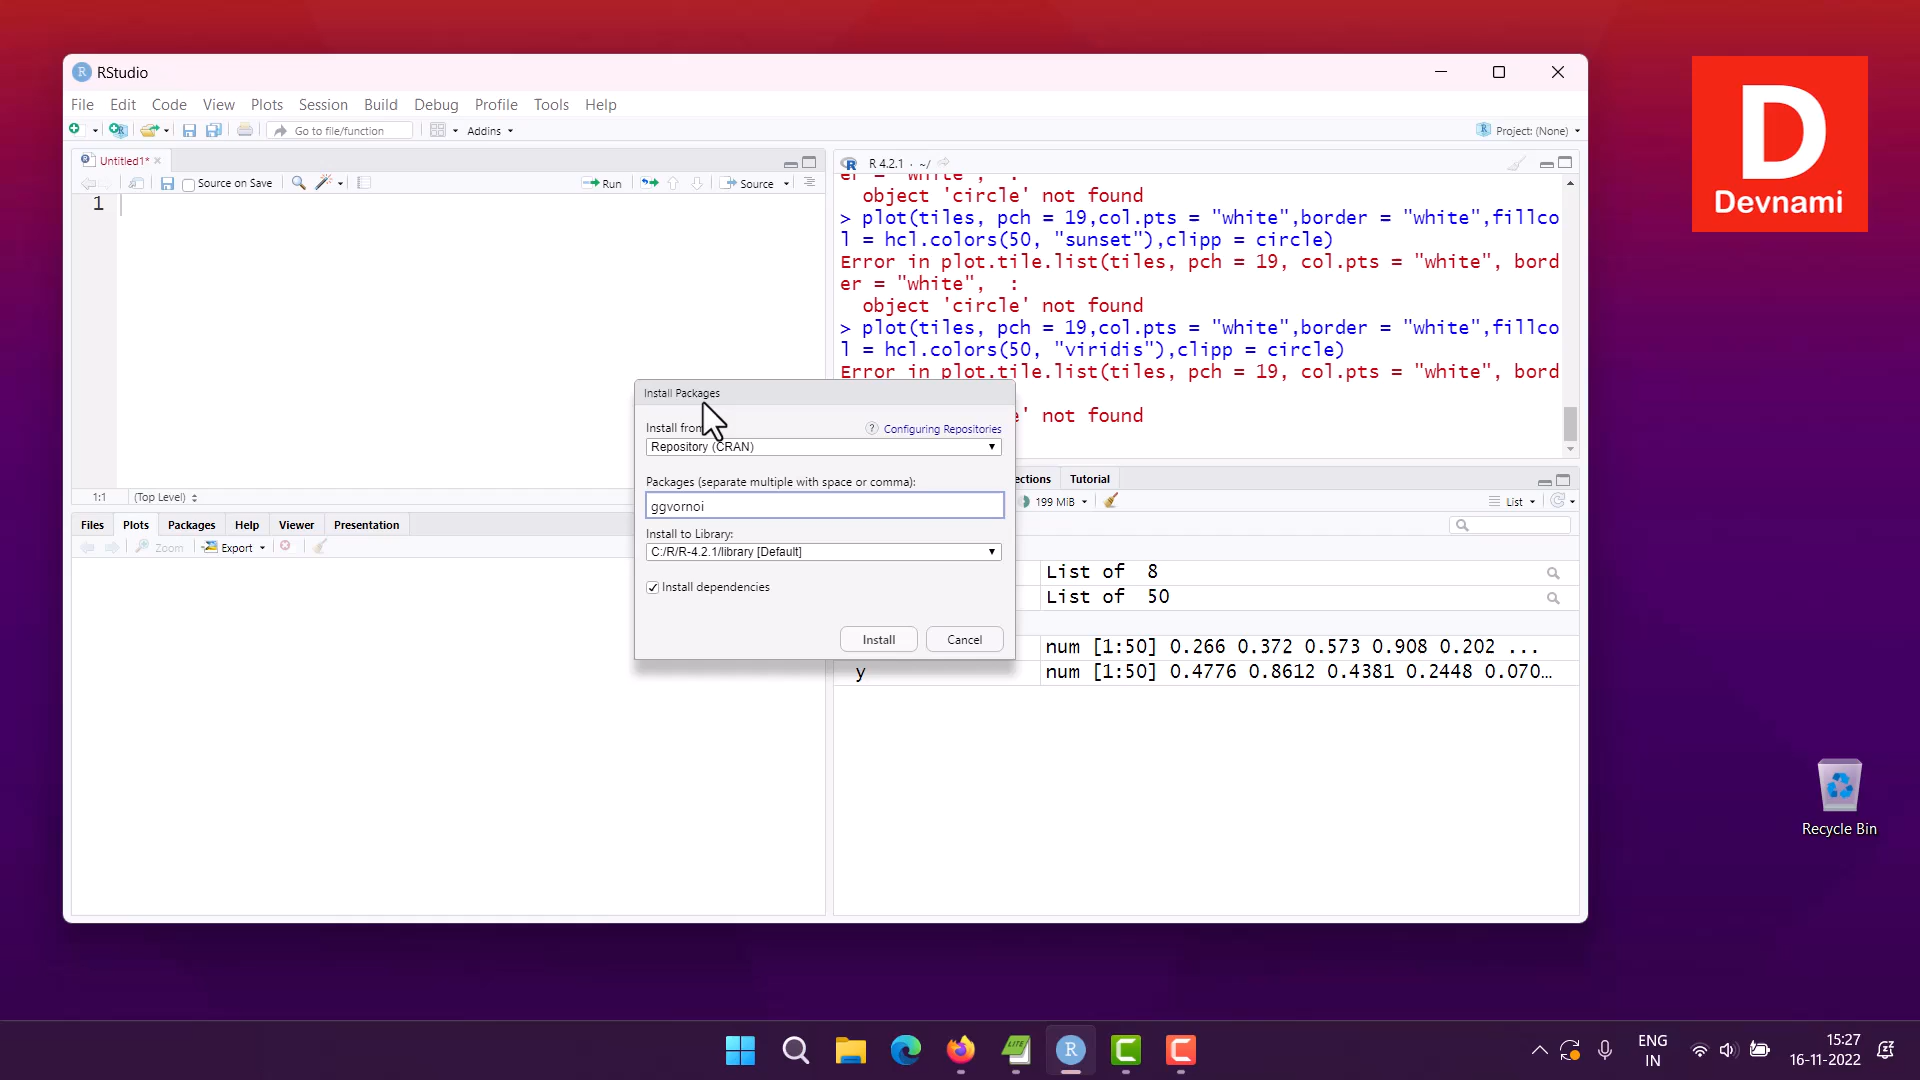 RStudio
File Edit Code View Plots Session Build Debug Profile Tools Help
Go to file/function
Addins
Project: (None)
Untitled1*
Source on Save
Run
Source
1
1:1
(Top Level)
R 4.2.1 · ~/
er = "white",  :
  object 'circle' not found
> plot(tiles, pch = 19,col.pts = "white",border = "white",fillco
l = hcl.colors(50, "sunset"),clipp = circle)
Error in plot.tile.list(tiles, pch = 19, col.pts = "white", bord
er = "white",  :
  object 'circle' not found
> plot(tiles, pch = 19,col.pts = "white",border = "white",fillco
l = hcl.colors(50, "viridis"),clipp = circle)
Error in plot.tile.list(tiles, pch = 19, col.pts = "white", bord
' not found
Install Packages
Install from
Configuring Repositories
Repository (CRAN)
Packages (separate multiple with space or comma):
ggvornoi
Install to Library:
C:/R/R-4.2.1/library [Default]
Install dependencies
Install
Cancel
Files Plots Packages Help Viewer Presentation
Zoom
Export
Tutorial
199 MiB
List
List of  8
List of  50
num [1:50] 0.266 0.372 0.573 0.908 0.202 ...
y
num [1:50] 0.4776 0.8612 0.4381 0.2448 0.070…
D
Devnami
Recycle Bin
LITE
ENG
IN
15:27
16-11-2022